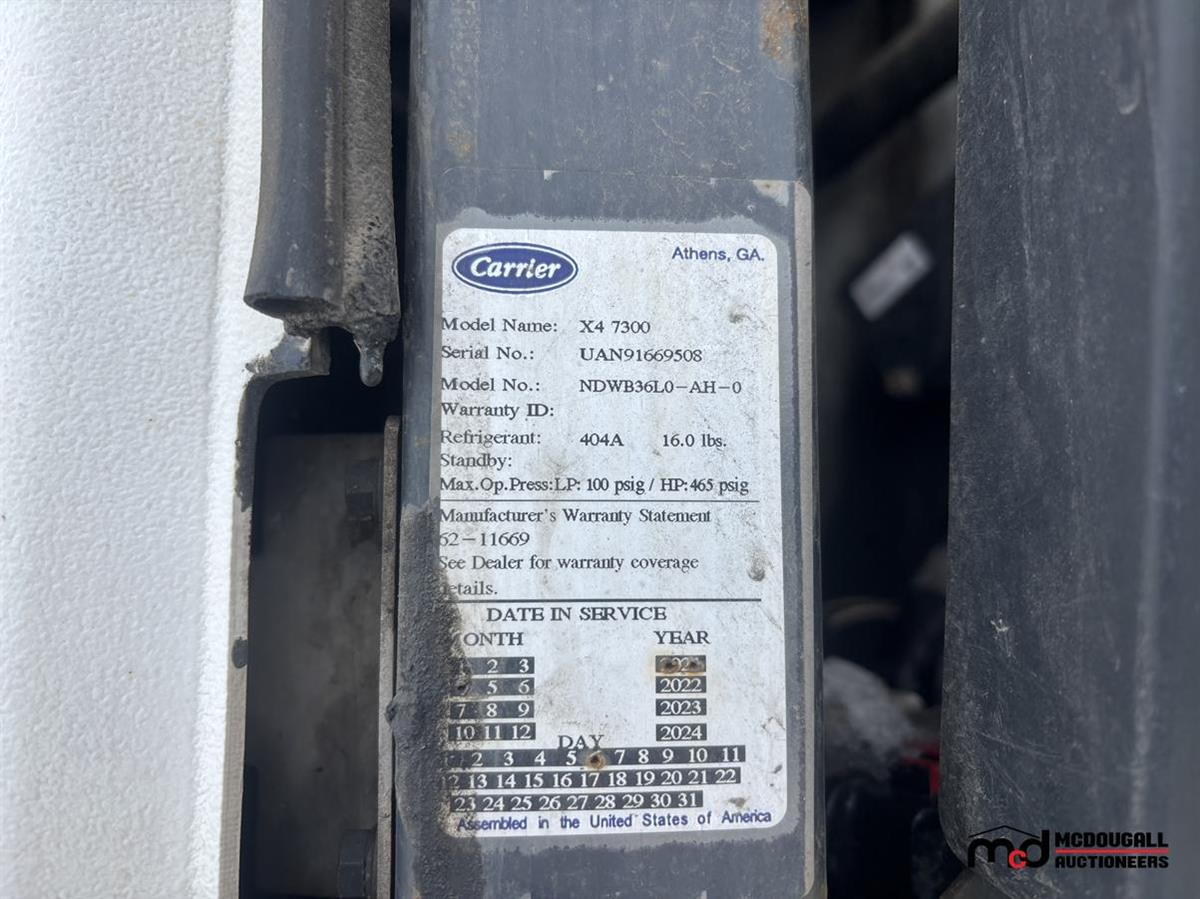 Carrier
Athens, GA.
Model Name: X4 7300
Serial No.: UAN91669508
Model No.: NDWB36L0-AH-0
Warranty ID:
Refrigerant: 404A 16.0 lbs.
Standby:
Max.Op.Press:LP: 100 psig / HP:465 psig
Manufacturer's Warranty Statement
62-11669
See Dealer for warranty coverage
details.
DATE IN SERVICE
MONTH YEAR
2 3
5 6 2022
7 8 9 2023
10 11 12 2024
DAY
2 3 4 5 7 8 9 10 11
12 13 14 15 16 17 18 19 20 21 22
23 24 25 26 27 28 29 30 31
Assembled in the United States of America
mcd MCDOUGALL
AUCTIONEERS